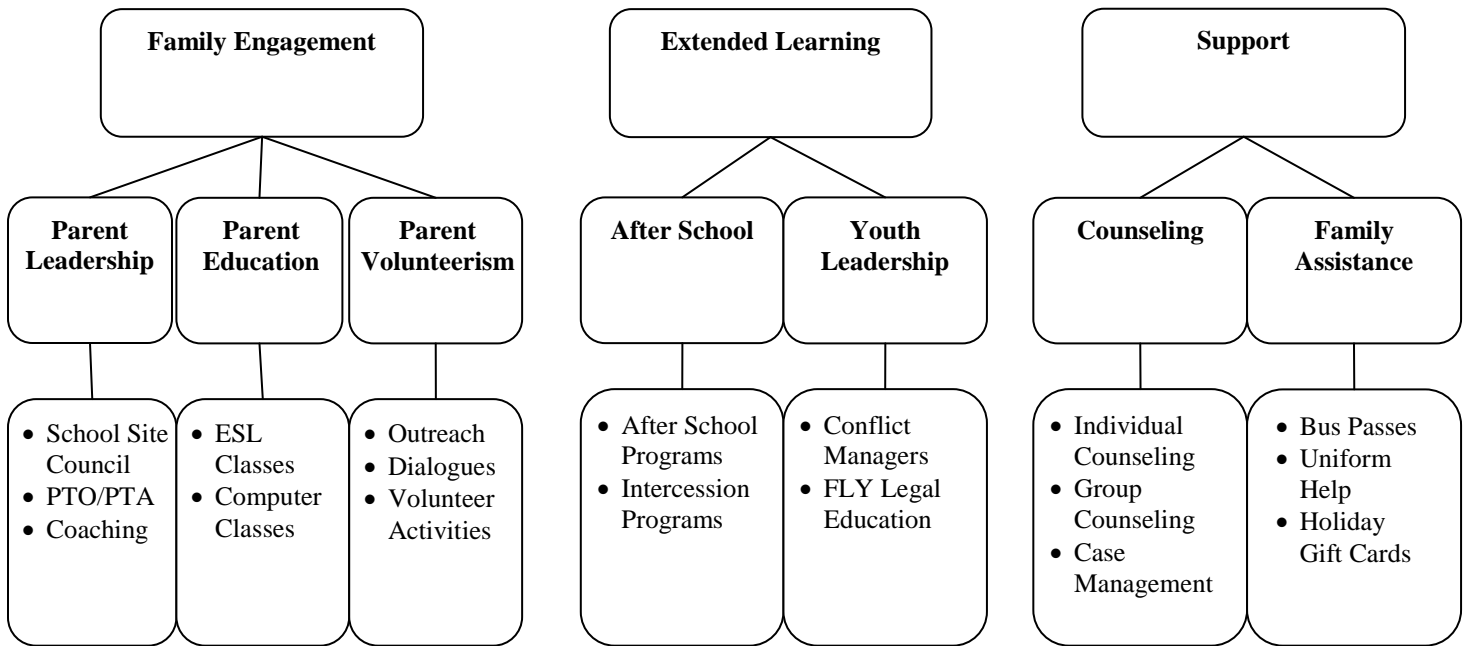 Family Engagement
Extended Learning
Support
Parent
Leadership
Parent
Education
Parent
Volunteerism
After School
Youth
Leadership
Counseling
Family
Assistance
• School Site
Council
• PTO/PTA
• Coaching
• ESL
Classes
• Computer
Classes
• Outreach
• Dialogues
• Volunteer
Activities
• After School
Programs
• Intercession
Programs
• Conflict
Managers
• FLY Legal
Education
• Individual
Counseling
• Group
Counseling
• Case
Management
• Bus Passes
• Uniform
Help
• Holiday
Gift Cards